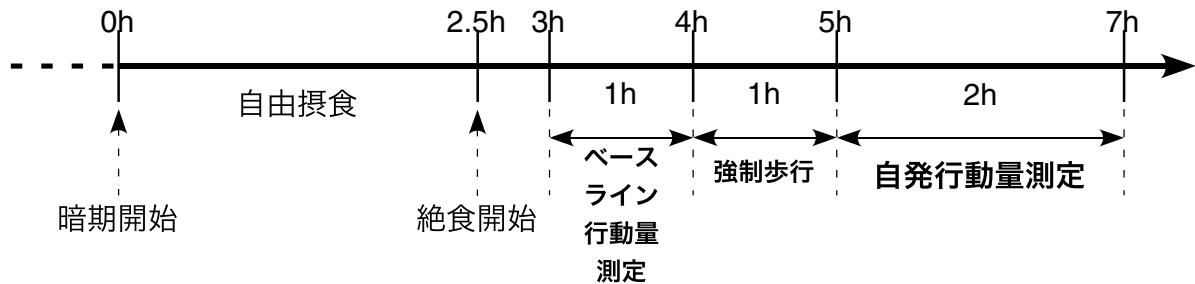 0h
2.5h
3h
4h
5h
7h
自由摂食
1h
1h
2h
ベース
ライン
行動量
測定
強制歩行
自発行動量測定
暗期開始
絶食開始